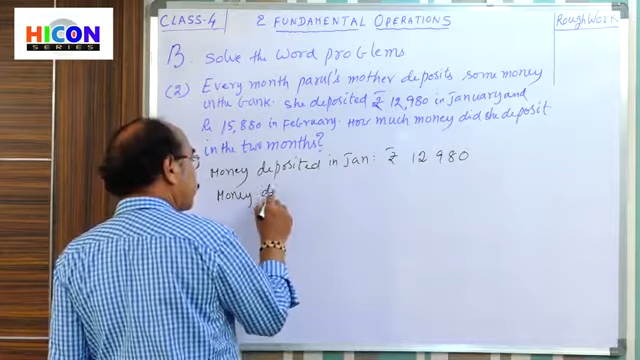 HICON
SERIES
CLASS-4
2 FUNDAMENTAL OPERATIONS
Rough Work
B. Solve the word problems
(2) Every month parul's mother deposits some money
in the bank. She deposited ₹ 12,980 in January and
₹ 15,880 in February. How much money did she deposit
in the two months?
Money deposited in Jan: ₹ 12 980
Money de